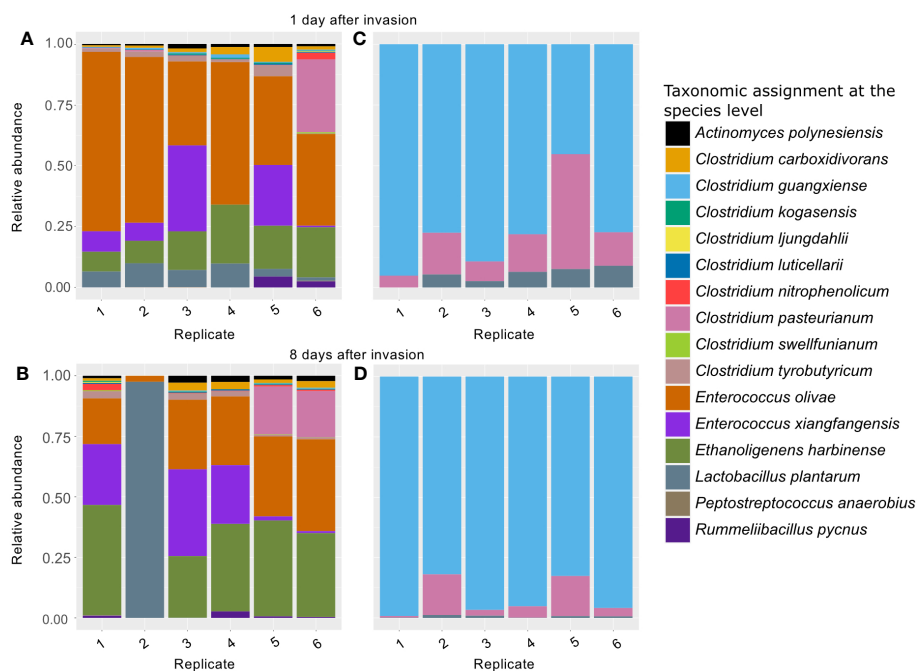 1 day after invasion
A
C
Relative abundance
1.00
0.75
0.50
0.25
0.00
1 2 3 4 5 6
1 2 3 4 5 6
Replicate
Replicate
8 days after invasion
B
D
Relative abundance
1.00
0.75
0.50
0.25
0.00
1 2 3 4 5 6
1 2 3 4 5 6
Replicate
Replicate
Taxonomic assignment at the
species level
Actinomyces polynesiensis
Clostridium carboxidivorans
Clostridium guangxiense
Clostridium kogasensis
Clostridium ljungdahlii
Clostridium luticellarii
Clostridium nitrophenolicum
Clostridium pasteurianum
Clostridium swellfunianum
Clostridium tyrobutyricum
Enterococcus olivae
Enterococcus xiangfangensis
Ethanoligenens harbinense
Lactobacillus plantarum
Peptostreptococcus anaerobius
Rummeliibacillus pycnus